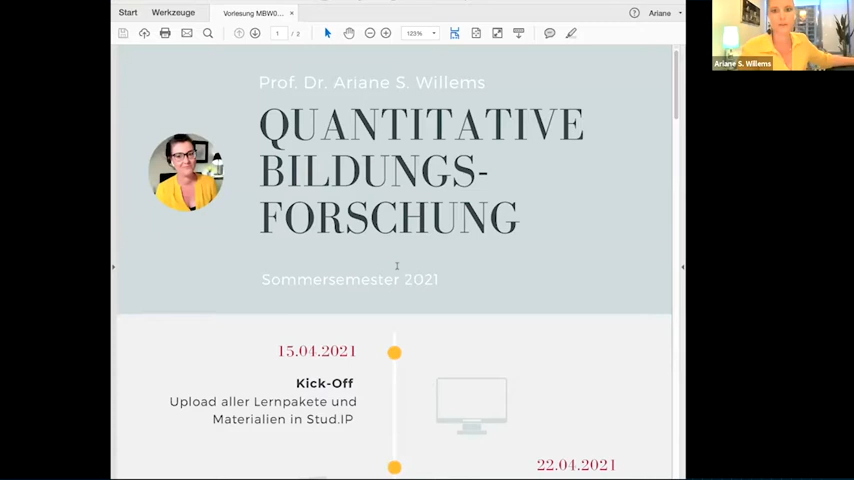 Start Werkzeuge Vorlesung MBW0... × Ariane
1 / 2 123%
Ariane S. Willems
Prof. Dr. Ariane S. Willems
QUANTITATIVE
BILDUNGS-
FORSCHUNG
Sommersemester 2021
15.04.2021
Kick-Off
Upload aller Lernpakete und
Materialien in Stud.IP
22.04.2021